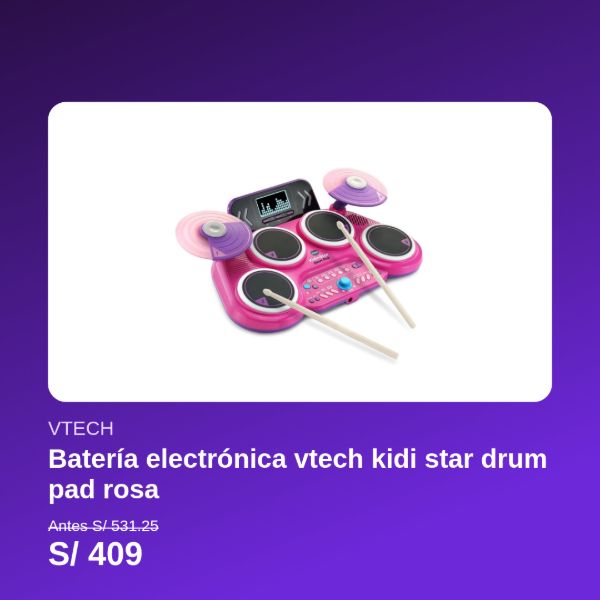 VTECH
Batería electrónica vtech kidi star drum
pad rosa
Antes S/ 531.25
S/ 409